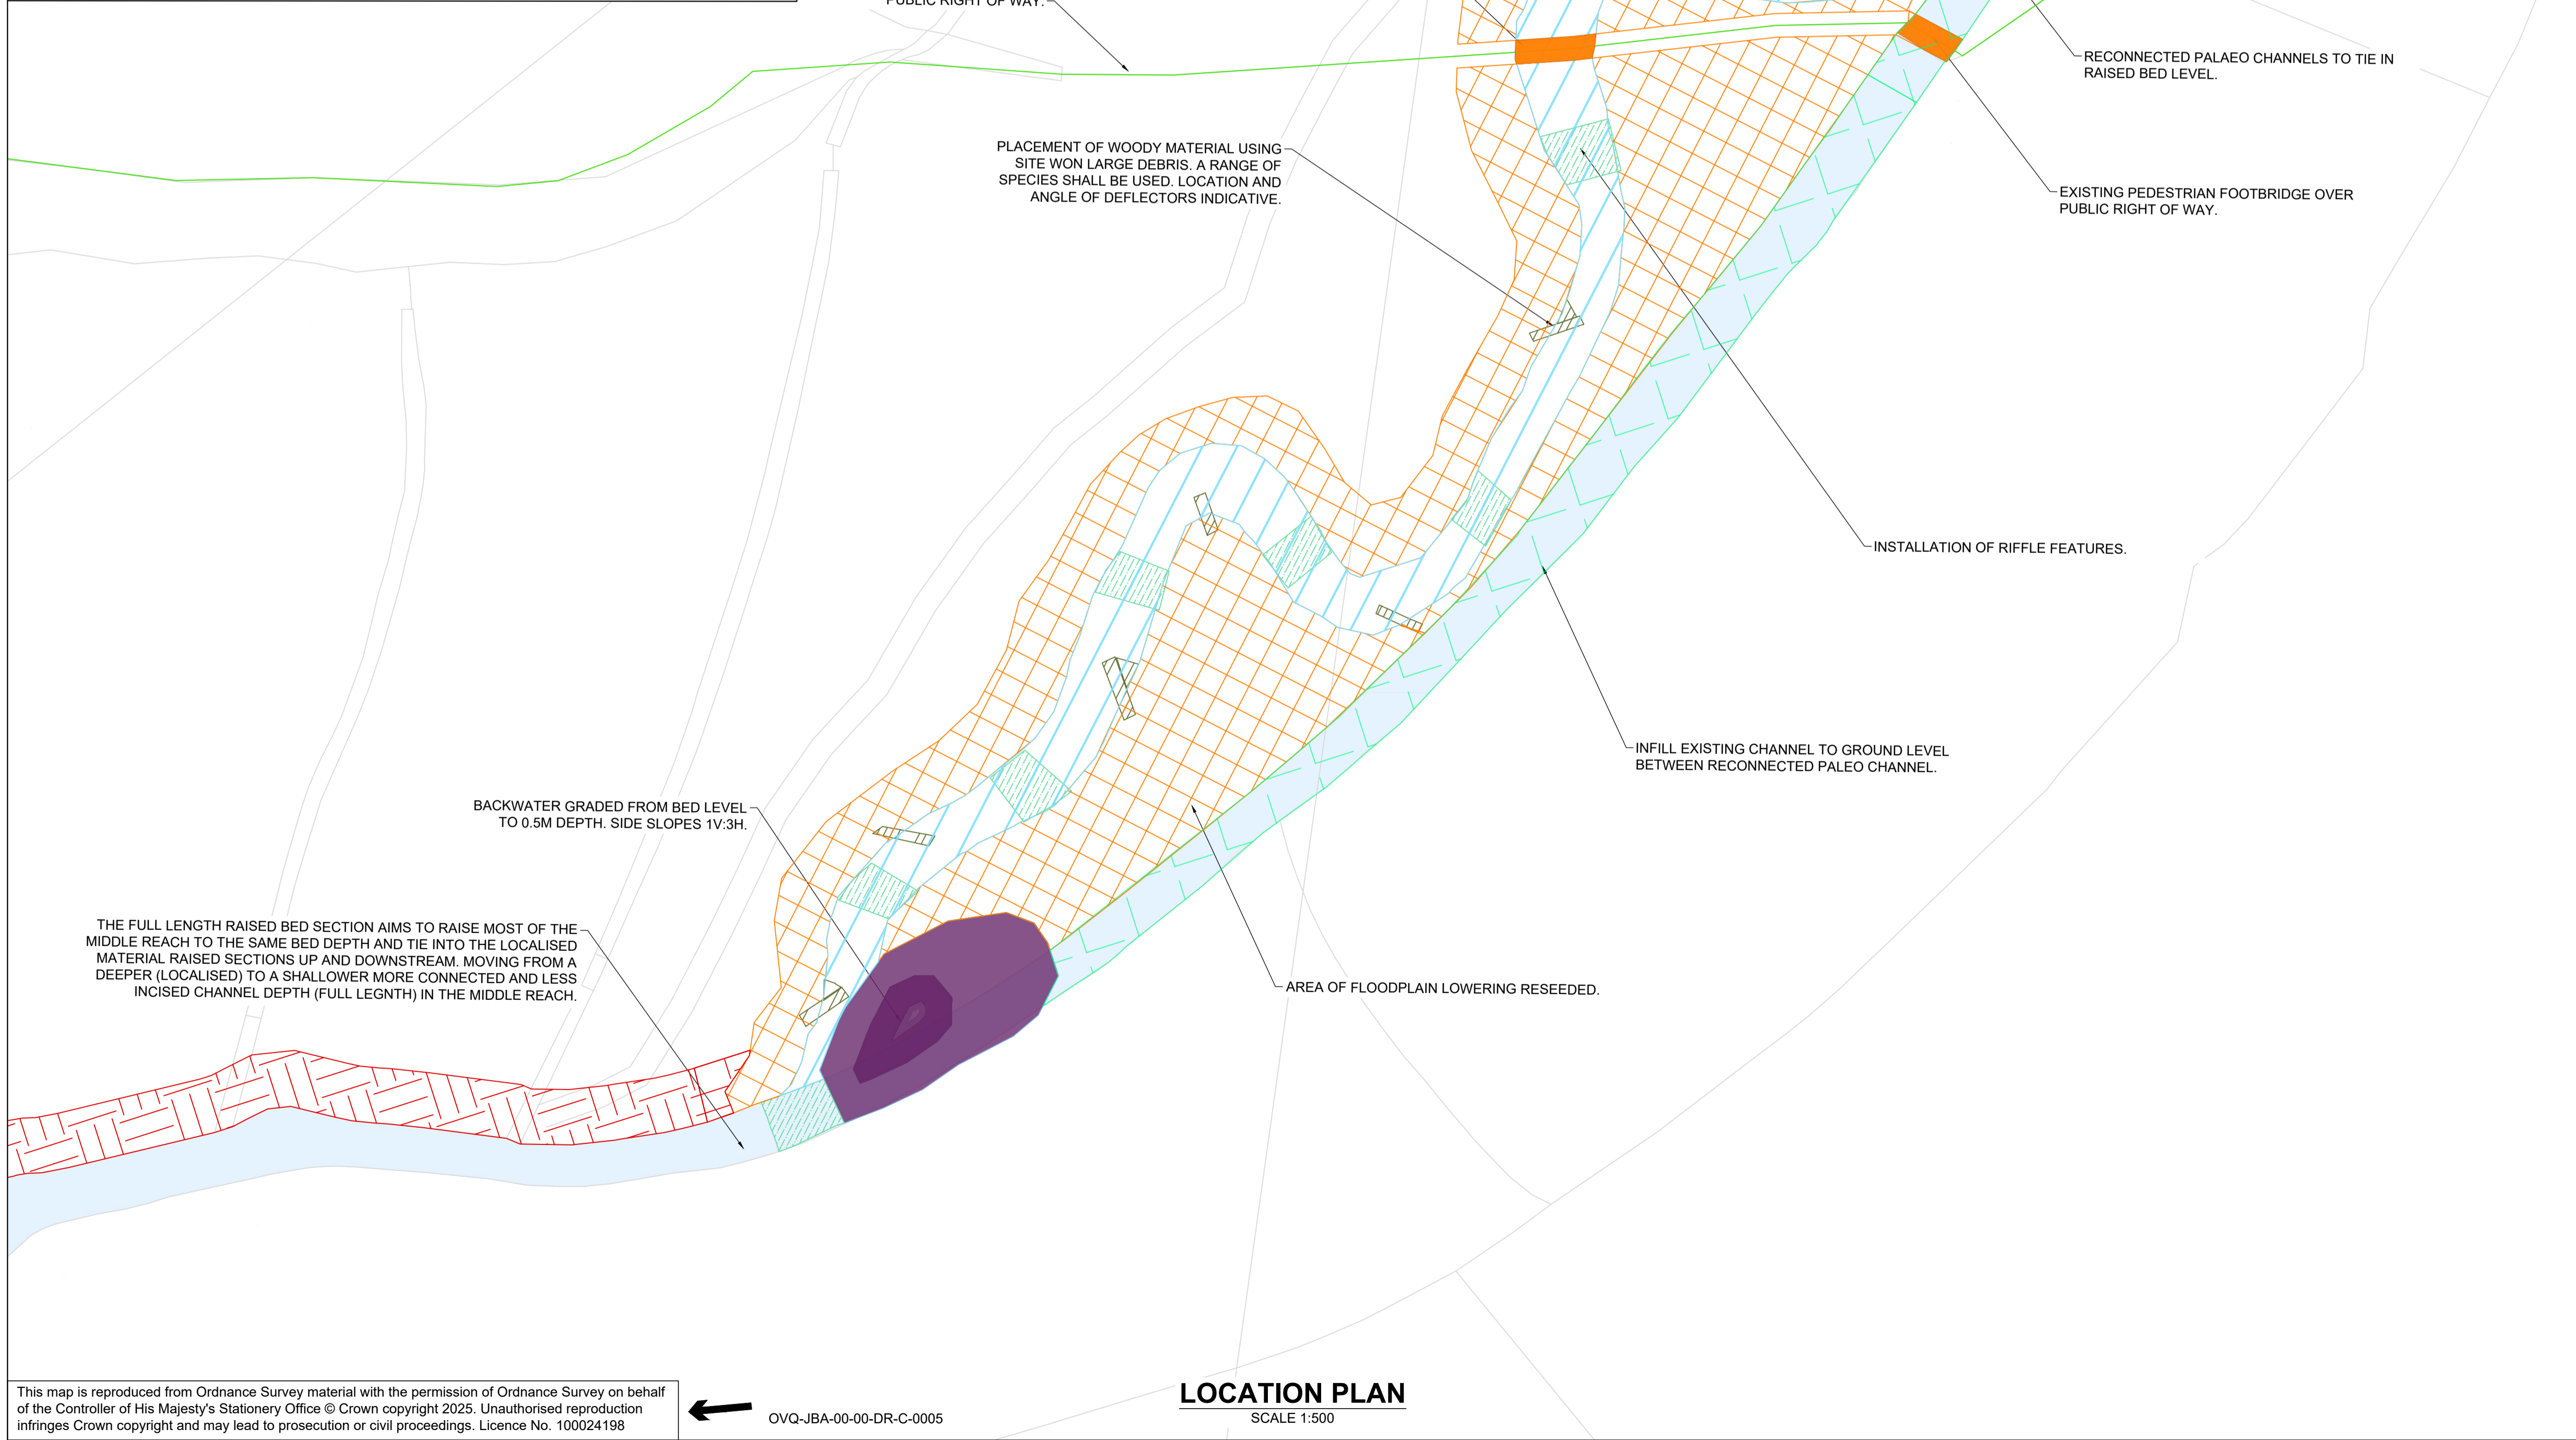 PUBLIC RIGHT OF WAY.
RECONNECTED PALAEO CHANNELS TO TIE IN
RAISED BED LEVEL.
PLACEMENT OF WOODY MATERIAL USING
SITE WON LARGE DEBRIS. A RANGE OF
SPECIES SHALL BE USED. LOCATION AND
ANGLE OF DEFLECTORS INDICATIVE.
EXISTING PEDESTRIAN FOOTBRIDGE OVER
PUBLIC RIGHT OF WAY.
INSTALLATION OF RIFFLE FEATURES.
INFILL EXISTING CHANNEL TO GROUND LEVEL
BETWEEN RECONNECTED PALEO CHANNEL.
BACKWATER GRADED FROM BED LEVEL
TO 0.5M DEPTH. SIDE SLOPES 1V:3H.
THE FULL LENGTH RAISED BED SECTION AIMS TO RAISE MOST OF THE
MIDDLE REACH TO THE SAME BED DEPTH AND TIE INTO THE LOCALISED
MATERIAL RAISED SECTIONS UP AND DOWNSTREAM. MOVING FROM A
DEEPER (LOCALISED) TO A SHALLOWER MORE CONNECTED AND LESS
INCISED CHANNEL DEPTH (FULL LEGNTH) IN THE MIDDLE REACH.
AREA OF FLOODPLAIN LOWERING RESEEDED.
This map is reproduced from Ordnance Survey material with the permission of Ordnance Survey on behalf
of the Controller of His Majesty's Stationery Office © Crown copyright 2025. Unauthorised reproduction
infringes Crown copyright and may lead to prosecution or civil proceedings. Licence No. 100024198
OVQ-JBA-00-00-DR-C-0005
LOCATION PLAN
SCALE 1:500